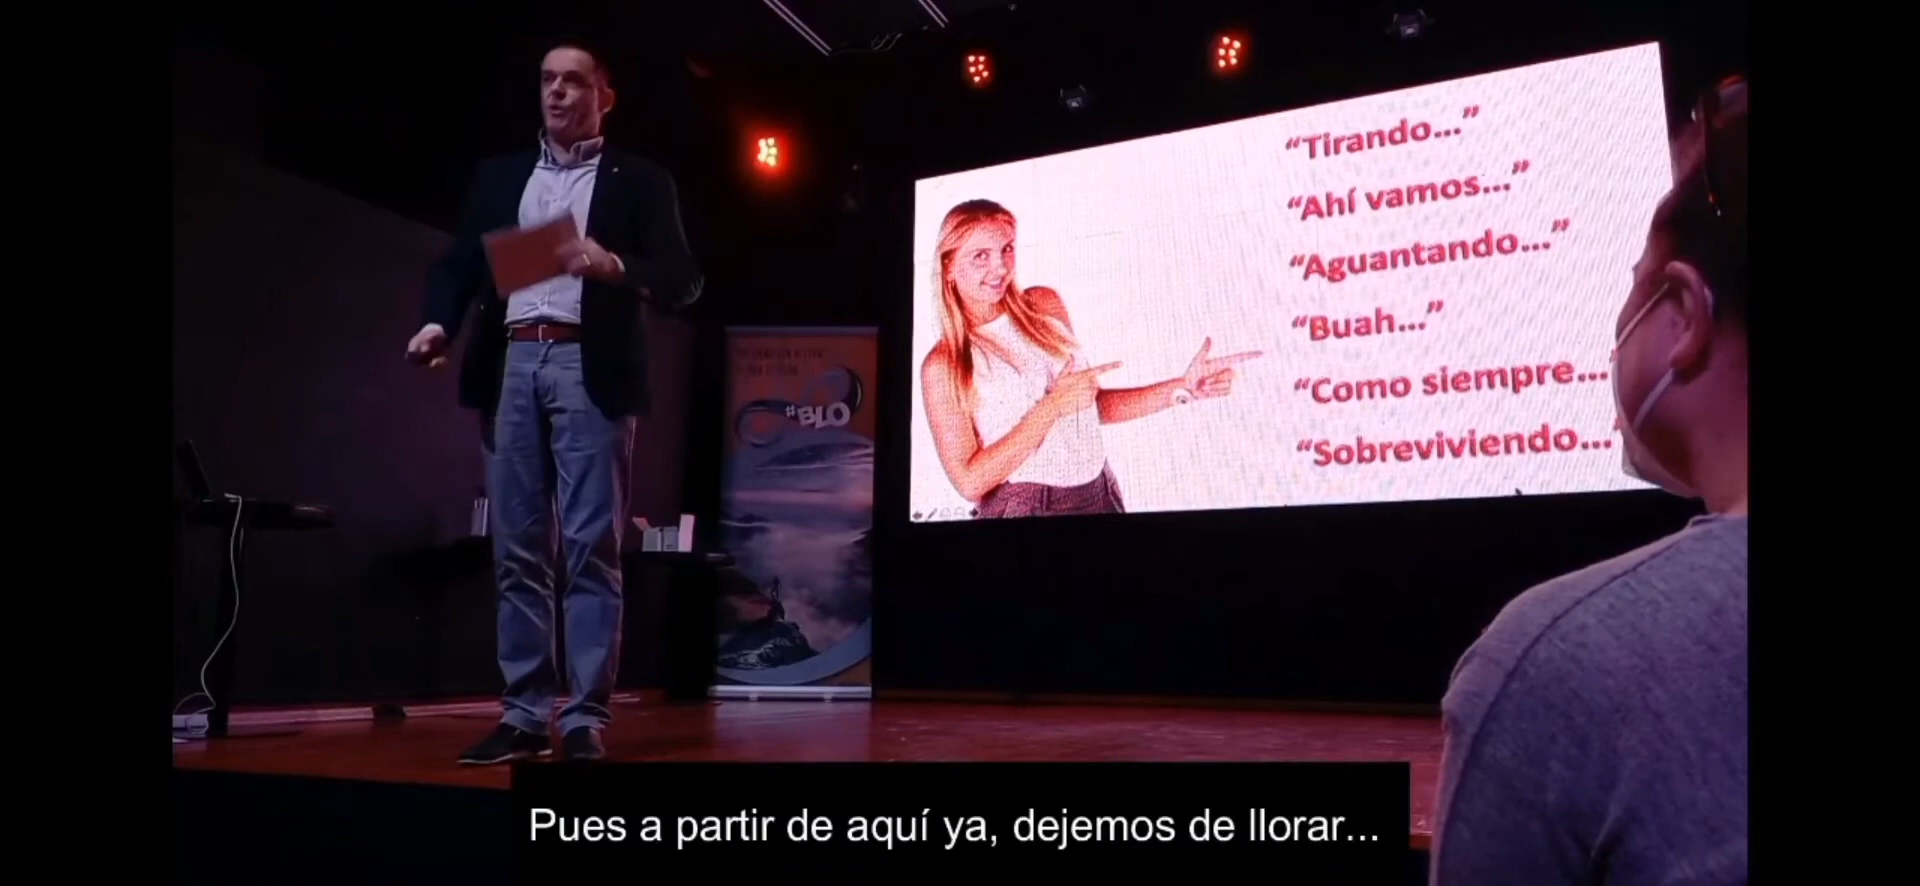 “Tirando...”
“Ahí vamos...”
“Aguantando...”
“Buah...”
“Como siempre...”
“Sobreviviendo...”
#BLO
Pues a partir de aquí ya, dejemos de llorar...